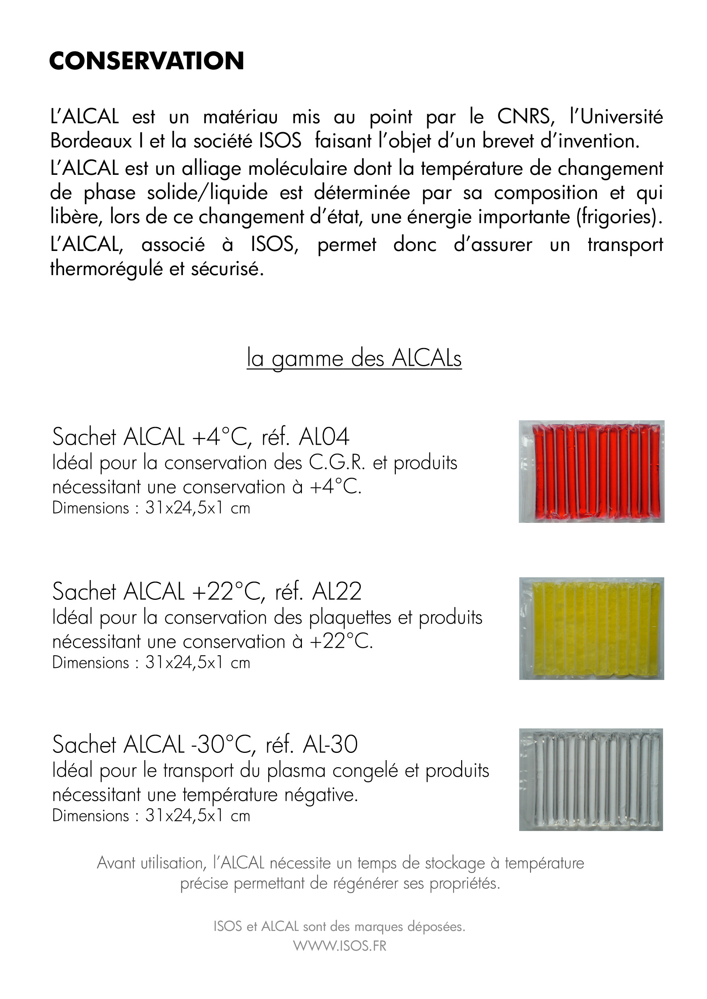 CONSERVATION
L’ALCAL est un matériau mis au point par le CNRS, l’Université
Bordeaux I et la société ISOS  faisant l’objet d’un brevet d’invention.
L’ALCAL est un alliage moléculaire dont la température de changement
de phase solide/liquide est déterminée par sa composition et qui
libère, lors de ce changement d’état, une énergie importante (frigories).
L’ALCAL, associé à ISOS, permet donc d’assurer un transport
thermorégulé et sécurisé.
la gamme des ALCALs
Sachet ALCAL +4°C, réf. AL04
Idéal pour la conservation des C.G.R. et produits
nécessitant une conservation à +4°C.
Dimensions : 31x24,5x1 cm
Sachet ALCAL +22°C, réf. AL22
Idéal pour la conservation des plaquettes et produits
nécessitant une conservation à +22°C.
Dimensions : 31x24,5x1 cm
Sachet ALCAL -30°C, réf. AL-30
Idéal pour le transport du plasma congelé et produits
nécessitant une température négative.
Dimensions : 31x24,5x1 cm
Avant utilisation, l’ALCAL nécessite un temps de stockage à température
précise permettant de régénérer ses propriétés.
ISOS et ALCAL sont des marques déposées.
WWW.ISOS.FR